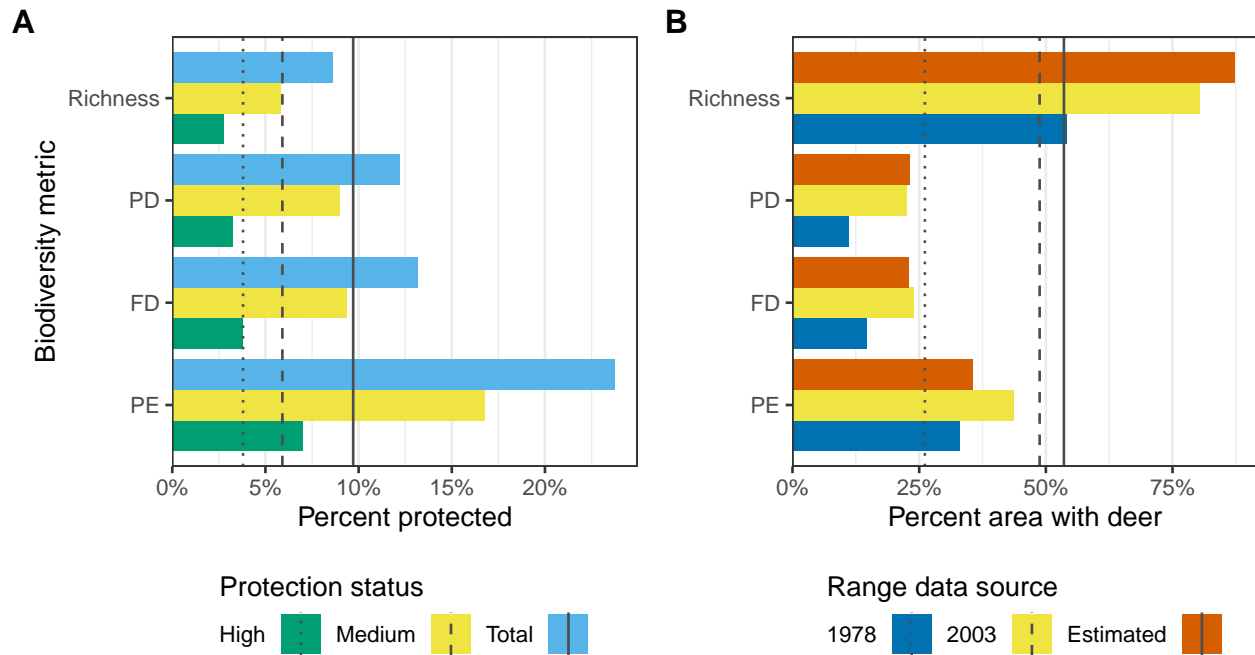 A
Biodiversity metric
Richness
PD
FD
PE
0% 5% 10% 15% 20%
Percent protected
Protection status
High Medium Total
B
Richness
PD
FD
PE
0% 25% 50% 75%
Percent area with deer
Range data source
1978 2003 Estimated